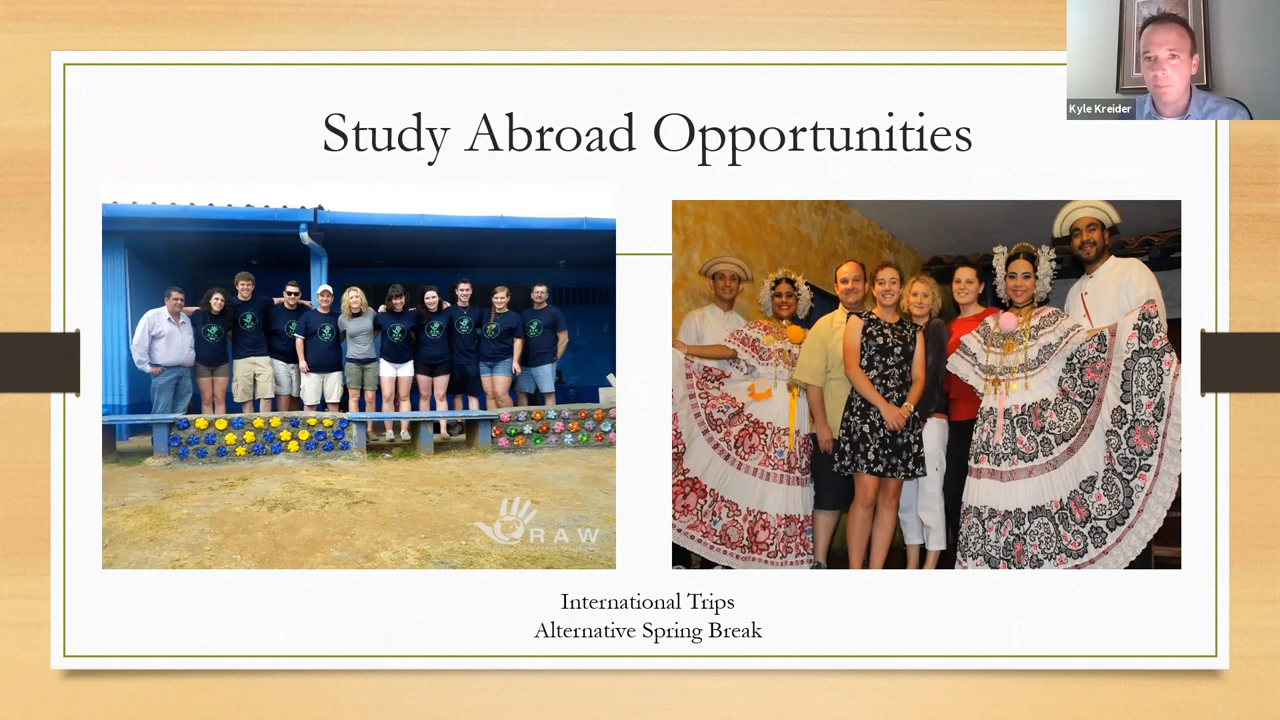 Kyle Kreider
Study Abroad Opportunities
RAW
International Trips
Alternative Spring Break